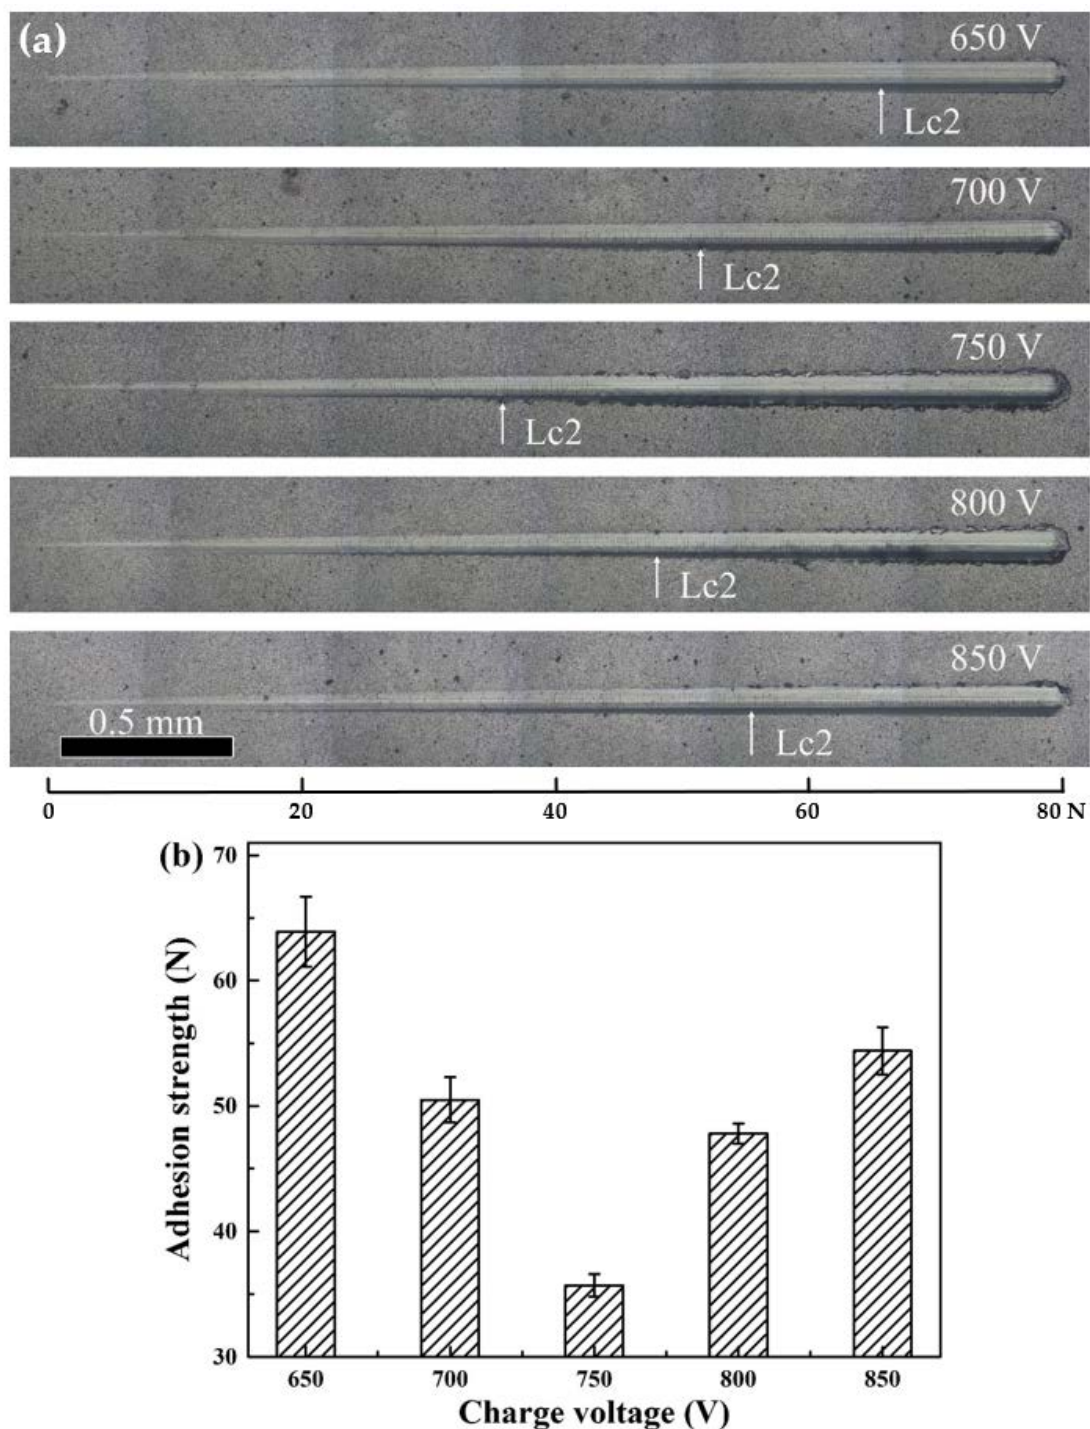 (a)
650 V
Lc2
700 V
Lc2
750 V
Lc2
800 V
Lc2
850 V
0.5 mm
Lc2
0 20 40 60 80 N
(b)
70
60
50
40
30
Adhesion strength (N)
650 700 750 800 850
Charge voltage (V)